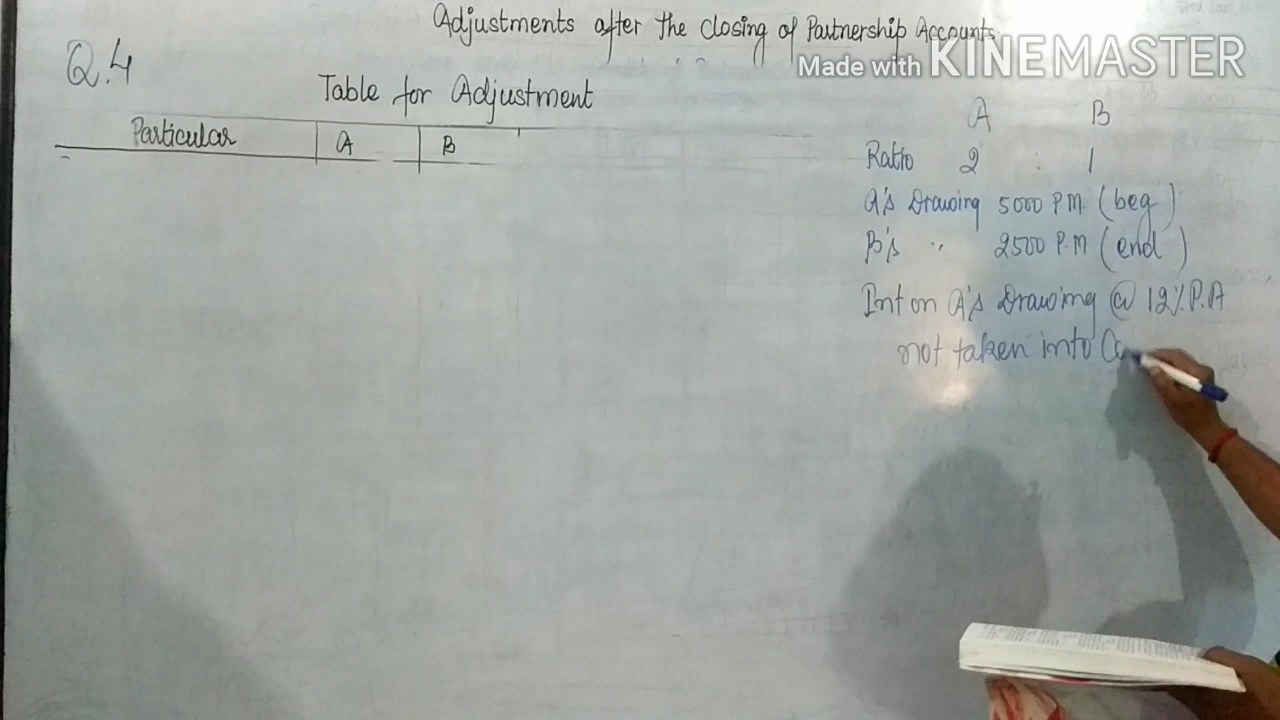 Adjustments after the closing of Partnership Accounts
Made with KINEMASTER
Q.4
Table for Adjustment
Particular A B
A B
Ratio 2 : 1
A's Drawing 5000 P.M. (beg)
B's " 2500 P.M (end)
Int on A's Drawing @ 12% P.A
not taken into